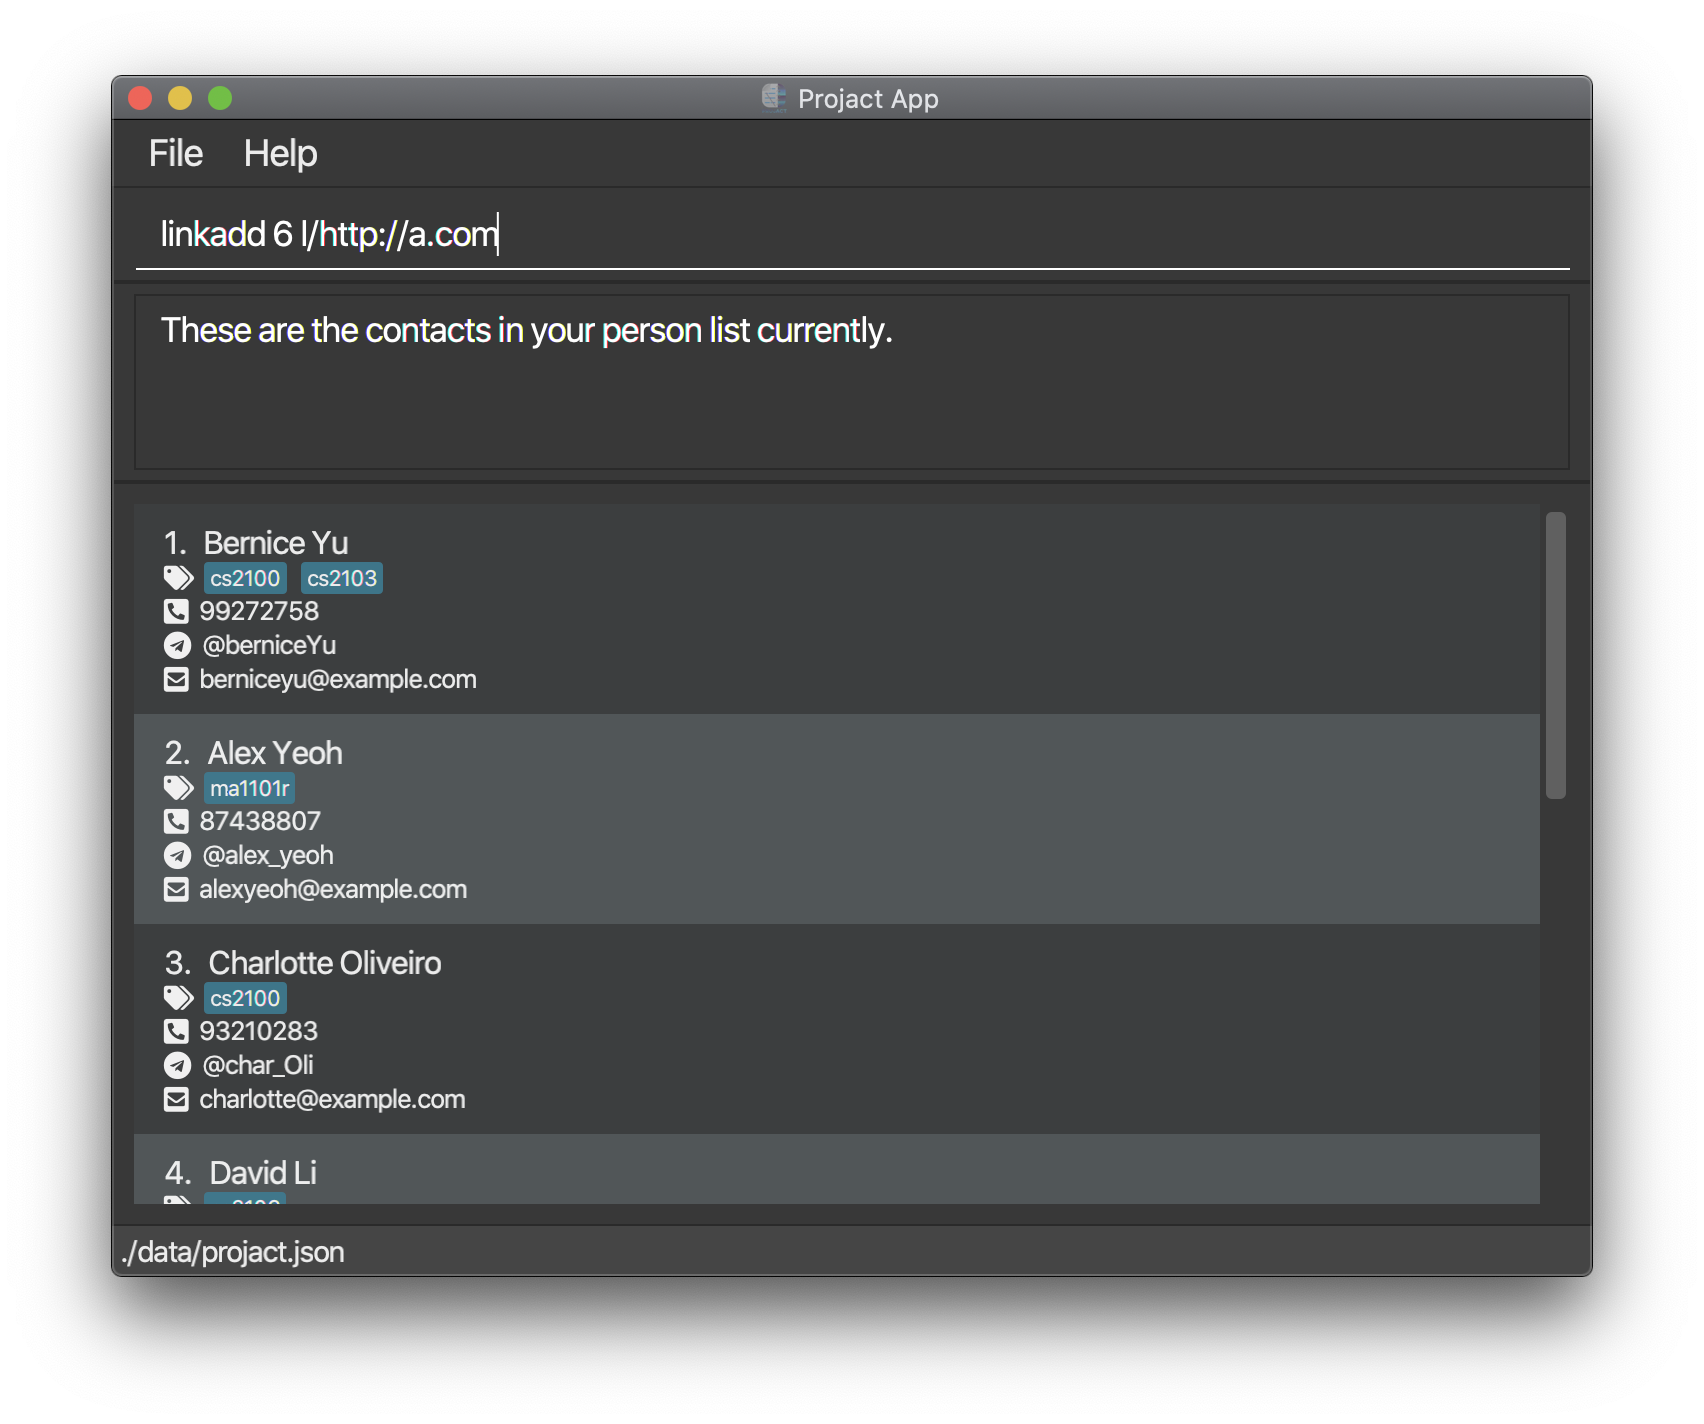 Projact App
File Help
linkadd 6 l/http://a.com
These are the contacts in your person list currently.
1. Bernice Yu
cs2100 cs2103
99272758
@berniceYu
berniceyu@example.com
2. Alex Yeoh
ma1101r
87438807
@alex_yeoh
alexyeoh@example.com
3. Charlotte Oliveiro
cs2100
93210283
@char_Oli
charlotte@example.com
4. David Li
./data/projact.json